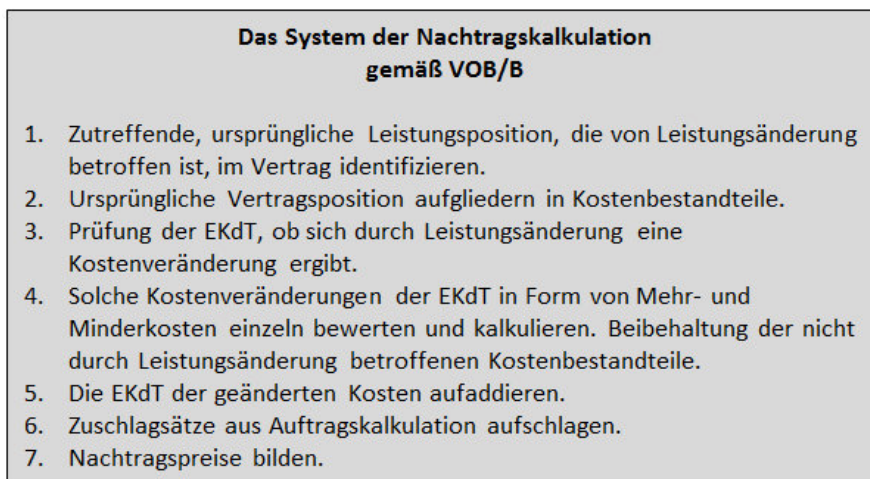 Das System der Nachtragskalkulation
gemäß VOB/B
1. Zutreffende, ursprüngliche Leistungsposition, die von Leistungsänderung
betroffen ist, im Vertrag identifizieren.
2. Ursprüngliche Vertragsposition aufgliedern in Kostenbestandteile.
3. Prüfung der EKdT, ob sich durch Leistungsänderung eine
Kostenveränderung ergibt.
4. Solche Kostenveränderungen der EKdT in Form von Mehr- und
Minderkosten einzeln bewerten und kalkulieren. Beibehaltung der nicht
durch Leistungsänderung betroffenen Kostenbestandteile.
5. Die EKdT der geänderten Kosten aufaddieren.
6. Zuschlagsätze aus Auftragskalkulation aufschlagen.
7. Nachtragspreise bilden.